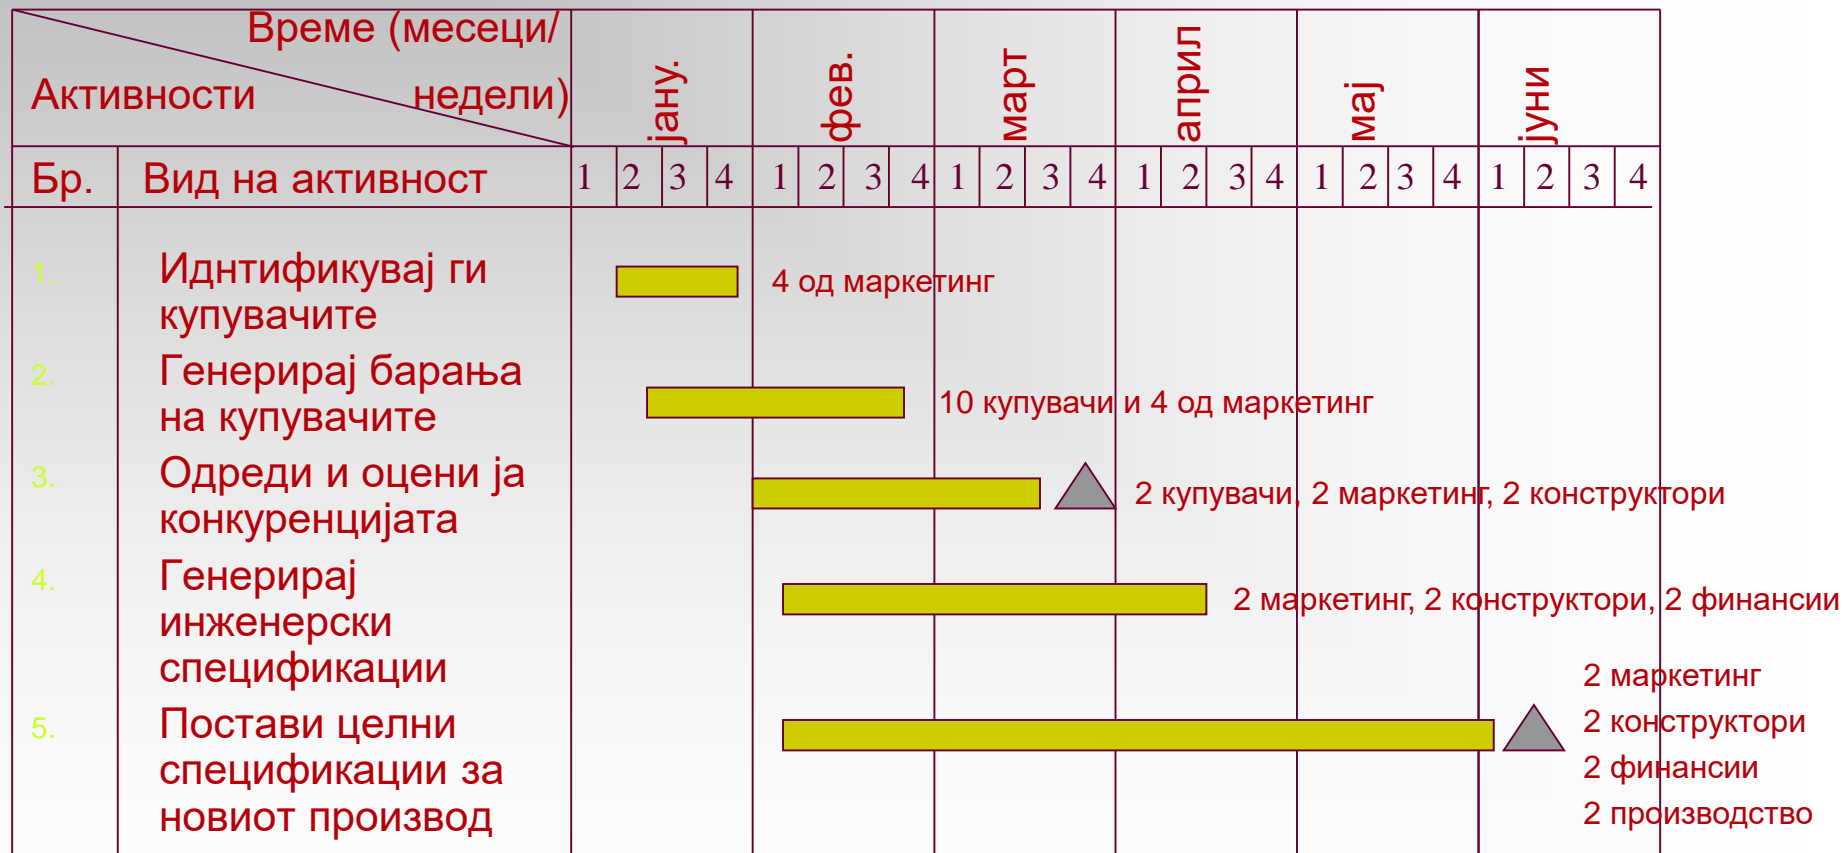 Време (месеци/
Активности недели)
јану.
фев.
март
април
мај
јуни
Бр. Вид на активност 1 2 3 4 1 2 3 4 1 2 3 4 1 2 3 4 1 2 3 4 1 2 3 4
1. Иднтификувај ги
купувачите
4 од маркетинг
2. Генерирај барања
на купувачите
10 купувачи и 4 од маркетинг
3. Одреди и оцени ја
конкуренцијата
2 купувачи, 2 маркетинг, 2 конструктори
4. Генерирај
инженерски
спецификации
2 маркетинг, 2 конструктори, 2 финансии
5. Постави целни
спецификации за
новиот производ
2 маркетинг
2 конструктори
2 финансии
2 производство